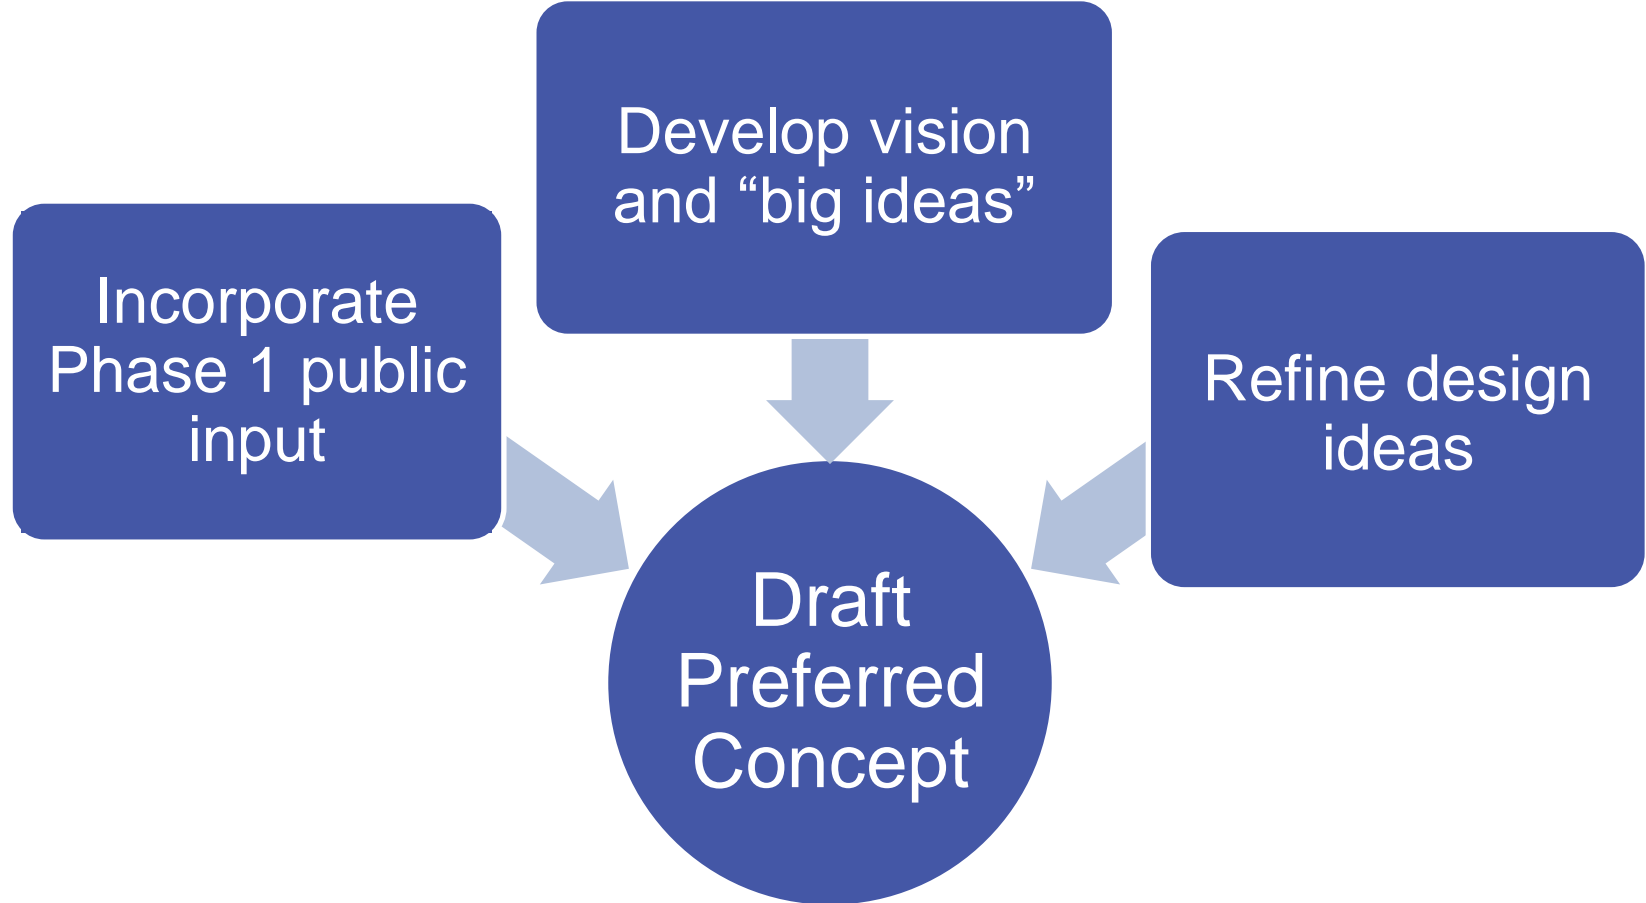 Develop vision
and “big ideas”
Incorporate
Phase 1 public
input
Refine design
ideas
Draft
Preferred
Concept